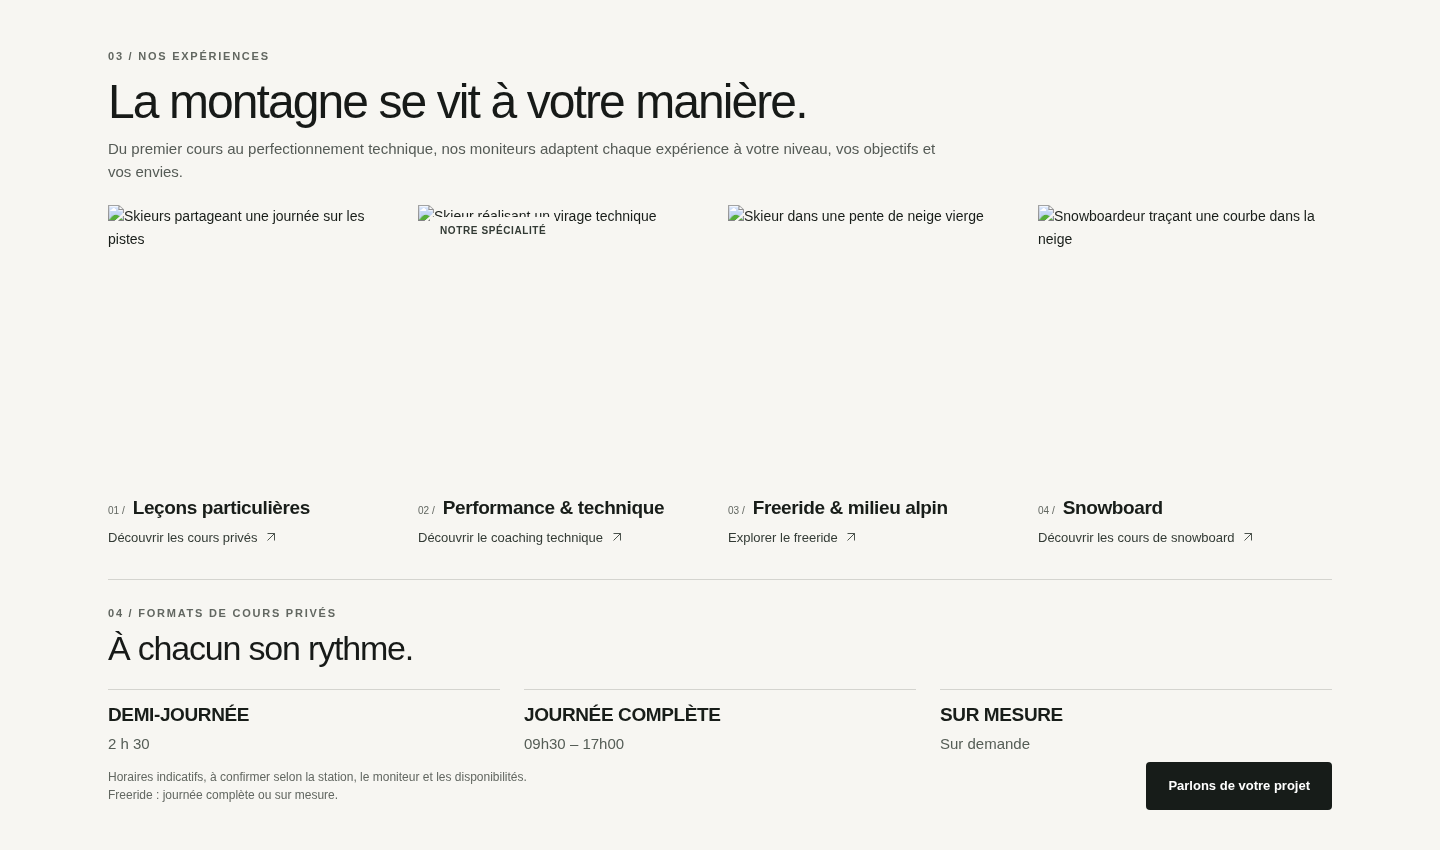 03 / NOS EXPÉRIENCES
La montagne se vit à votre manière.
Du premier cours au perfectionnement technique, nos moniteurs adaptent chaque expérience à votre niveau, vos objectifs et
vos envies.
Skieurs partageant une journée sur les
pistes
Skieur réalisant un virage technique
NOTRE SPÉCIALITÉ
Skieur dans une pente de neige vierge
Snowboardeur traçant une courbe dans la
neige
01 / Leçons particulières
Découvrir les cours privés
02 / Performance & technique
Découvrir le coaching technique
03 / Freeride & milieu alpin
Explorer le freeride
04 / Snowboard
Découvrir les cours de snowboard
04 / FORMATS DE COURS PRIVÉS
À chacun son rythme.
DEMI-JOURNÉE
2 h 30
JOURNÉE COMPLÈTE
09h30 – 17h00
SUR MESURE
Sur demande
Horaires indicatifs, à confirmer selon la station, le moniteur et les disponibilités.
Freeride : journée complète ou sur mesure.
Parlons de votre projet